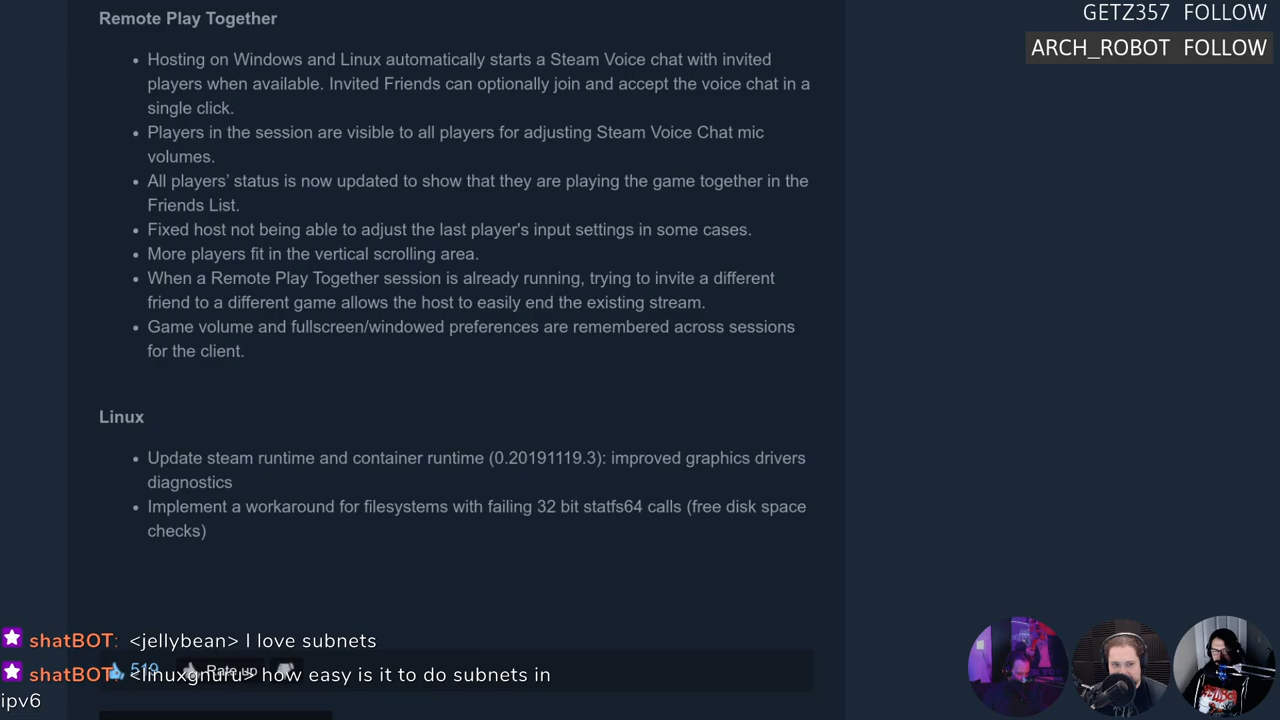 GETZ357 FOLLOW
ARCH_ROBOT FOLLOW
Remote Play Together
• Hosting on Windows and Linux automatically starts a Steam Voice chat with invited
players when available. Invited Friends can optionally join and accept the voice chat in a
single click.
• Players in the session are visible to all players for adjusting Steam Voice Chat mic
volumes.
• All players’ status is now updated to show that they are playing the game together in the
Friends List.
• Fixed host not being able to adjust the last player's input settings in some cases.
• More players fit in the vertical scrolling area.
• When a Remote Play Together session is already running, trying to invite a different
friend to a different game allows the host to easily end the existing stream.
• Game volume and fullscreen/windowed preferences are remembered across sessions
for the client.
Linux
• Update steam runtime and container runtime (0.20191119.3): improved graphics drivers
diagnostics
• Implement a workaround for filesystems with failing 32 bit statfs64 calls (free disk space
checks)
shatBOT: <jellybean> I love subnets
519 Rate up
shatBOT: <linuxgnuru> how easy is it to do subnets in
ipv6